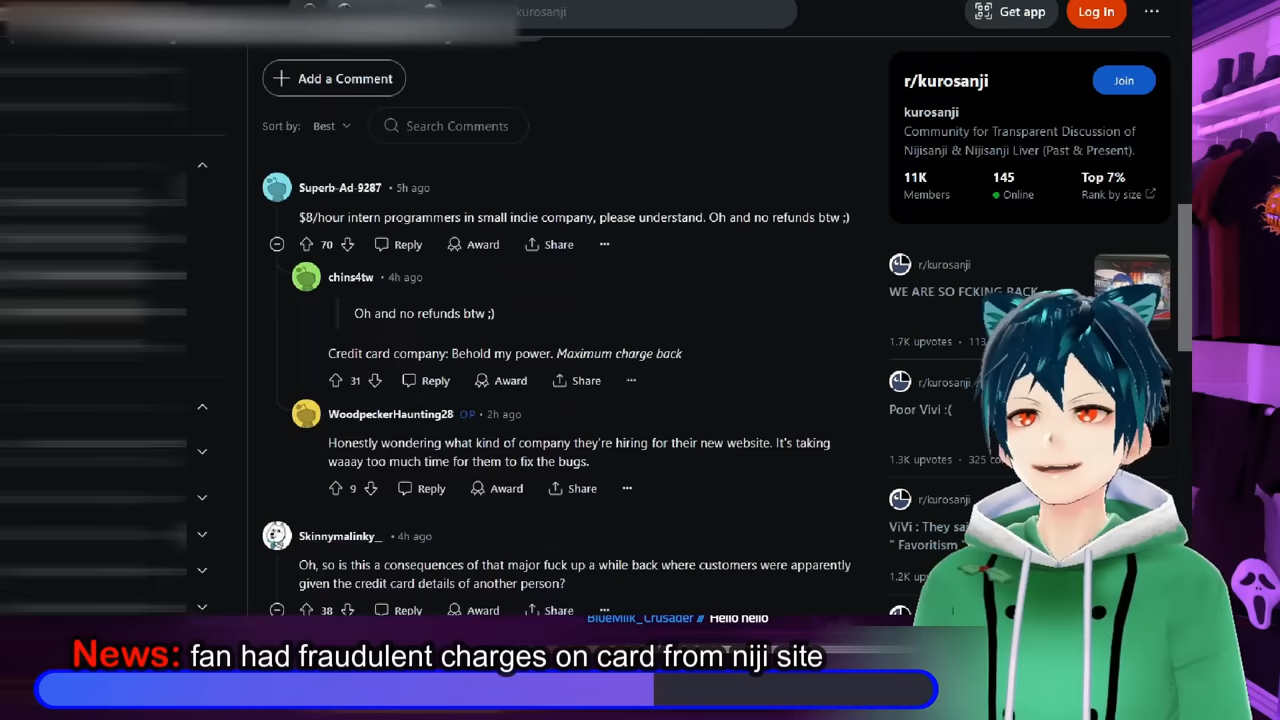 kurosanji
Get app
Log In
Add a Comment
Sort by: Best
Search Comments
Superb-Ad-9287 • 5h ago
$8/hour intern programmers in small indie company, please understand. Oh and no refunds btw ;)
70 Reply Award Share
chins4tw • 4h ago
Oh and no refunds btw ;)
Credit card company: Behold my power. Maximum charge back
31 Reply Award Share
WoodpeckerHaunting28 OP • 2h ago
Honestly wondering what kind of company they're hiring for their new website. It's taking
waaay too much time for them to fix the bugs.
9 Reply Award Share
Skinnymalinky_ • 4h ago
Oh, so is this a consequences of that major fuck up a while back where customers were apparently
given the credit card details of another person?
38 Reply Award Share
r/kurosanji
Join
kurosanji
Community for Transparent Discussion of
Nijisanji & Nijisanji Liver (Past & Present).
11K 145 Top 7%
Members Online Rank by size
r/kurosanji
WE ARE SO FCKING BACK
1.7K upvotes • 113
r/kurosanji
Poor Vivi :(
1.3K upvotes • 325
r/kurosanji
ViVi : They
" Favoritism "
1.2K
BlueMilk_Crusader // Hello hello
News: fan had fraudulent charges on card from niji site